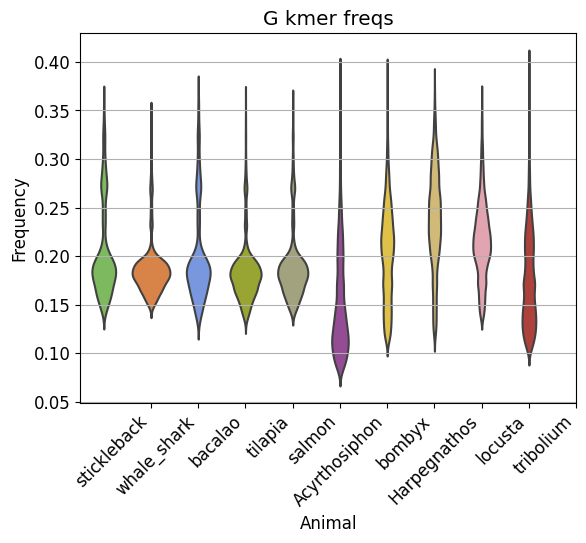 G kmer freqs
Frequency
0.40
0.35
0.30
0.25
0.20
0.15
0.10
0.05
stickleback
whale_shark
bacalao
tilapia
salmon
Acyrthosiphon
bombyx
Harpegnathos
locusta
tribolium
Animal